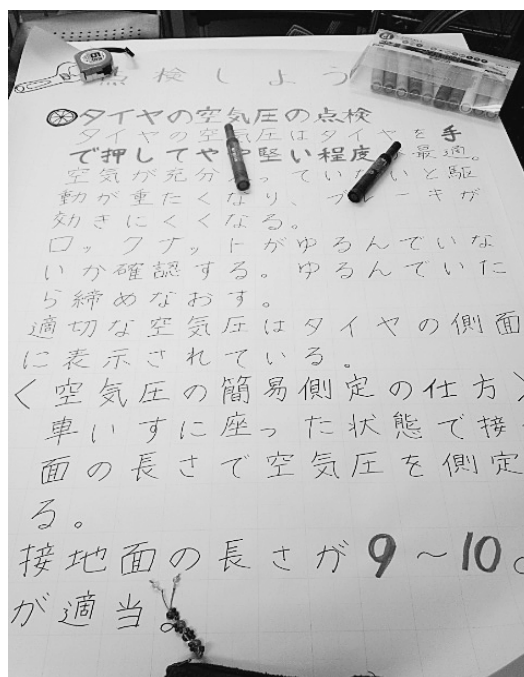 点検しよう
タイヤの空気圧の点検
タイヤの空気圧はタイヤを手
で押してやや堅い程度 最適。
空気が充分 っていないと駆
動が重たくなり、ブレーキが
効きにくくなる。
ロックナットがゆるんでいな
いか確認する。ゆるんでいた
ら締めなおす。
適切な空気圧はタイヤの側面
に表示されている。
〈空気圧の簡易側定の仕方〉
車いすに座った状態で接
面の長さで空気圧を側定
る。
接地面の長さが9〜10
が適当。